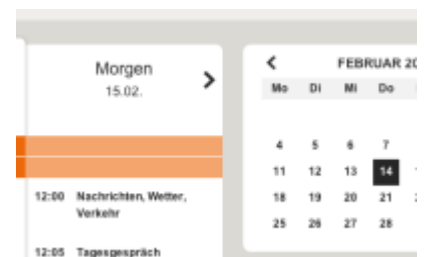 Morgen
15.02.
12:00 Nachrichten, Wetter,
Verkehr
12:05 Tagesgespräch
FEBRUAR 20
Mo Di Mi Do
4 5 6 7
11 12 13 14
18 19 20 21
25 26 27 28